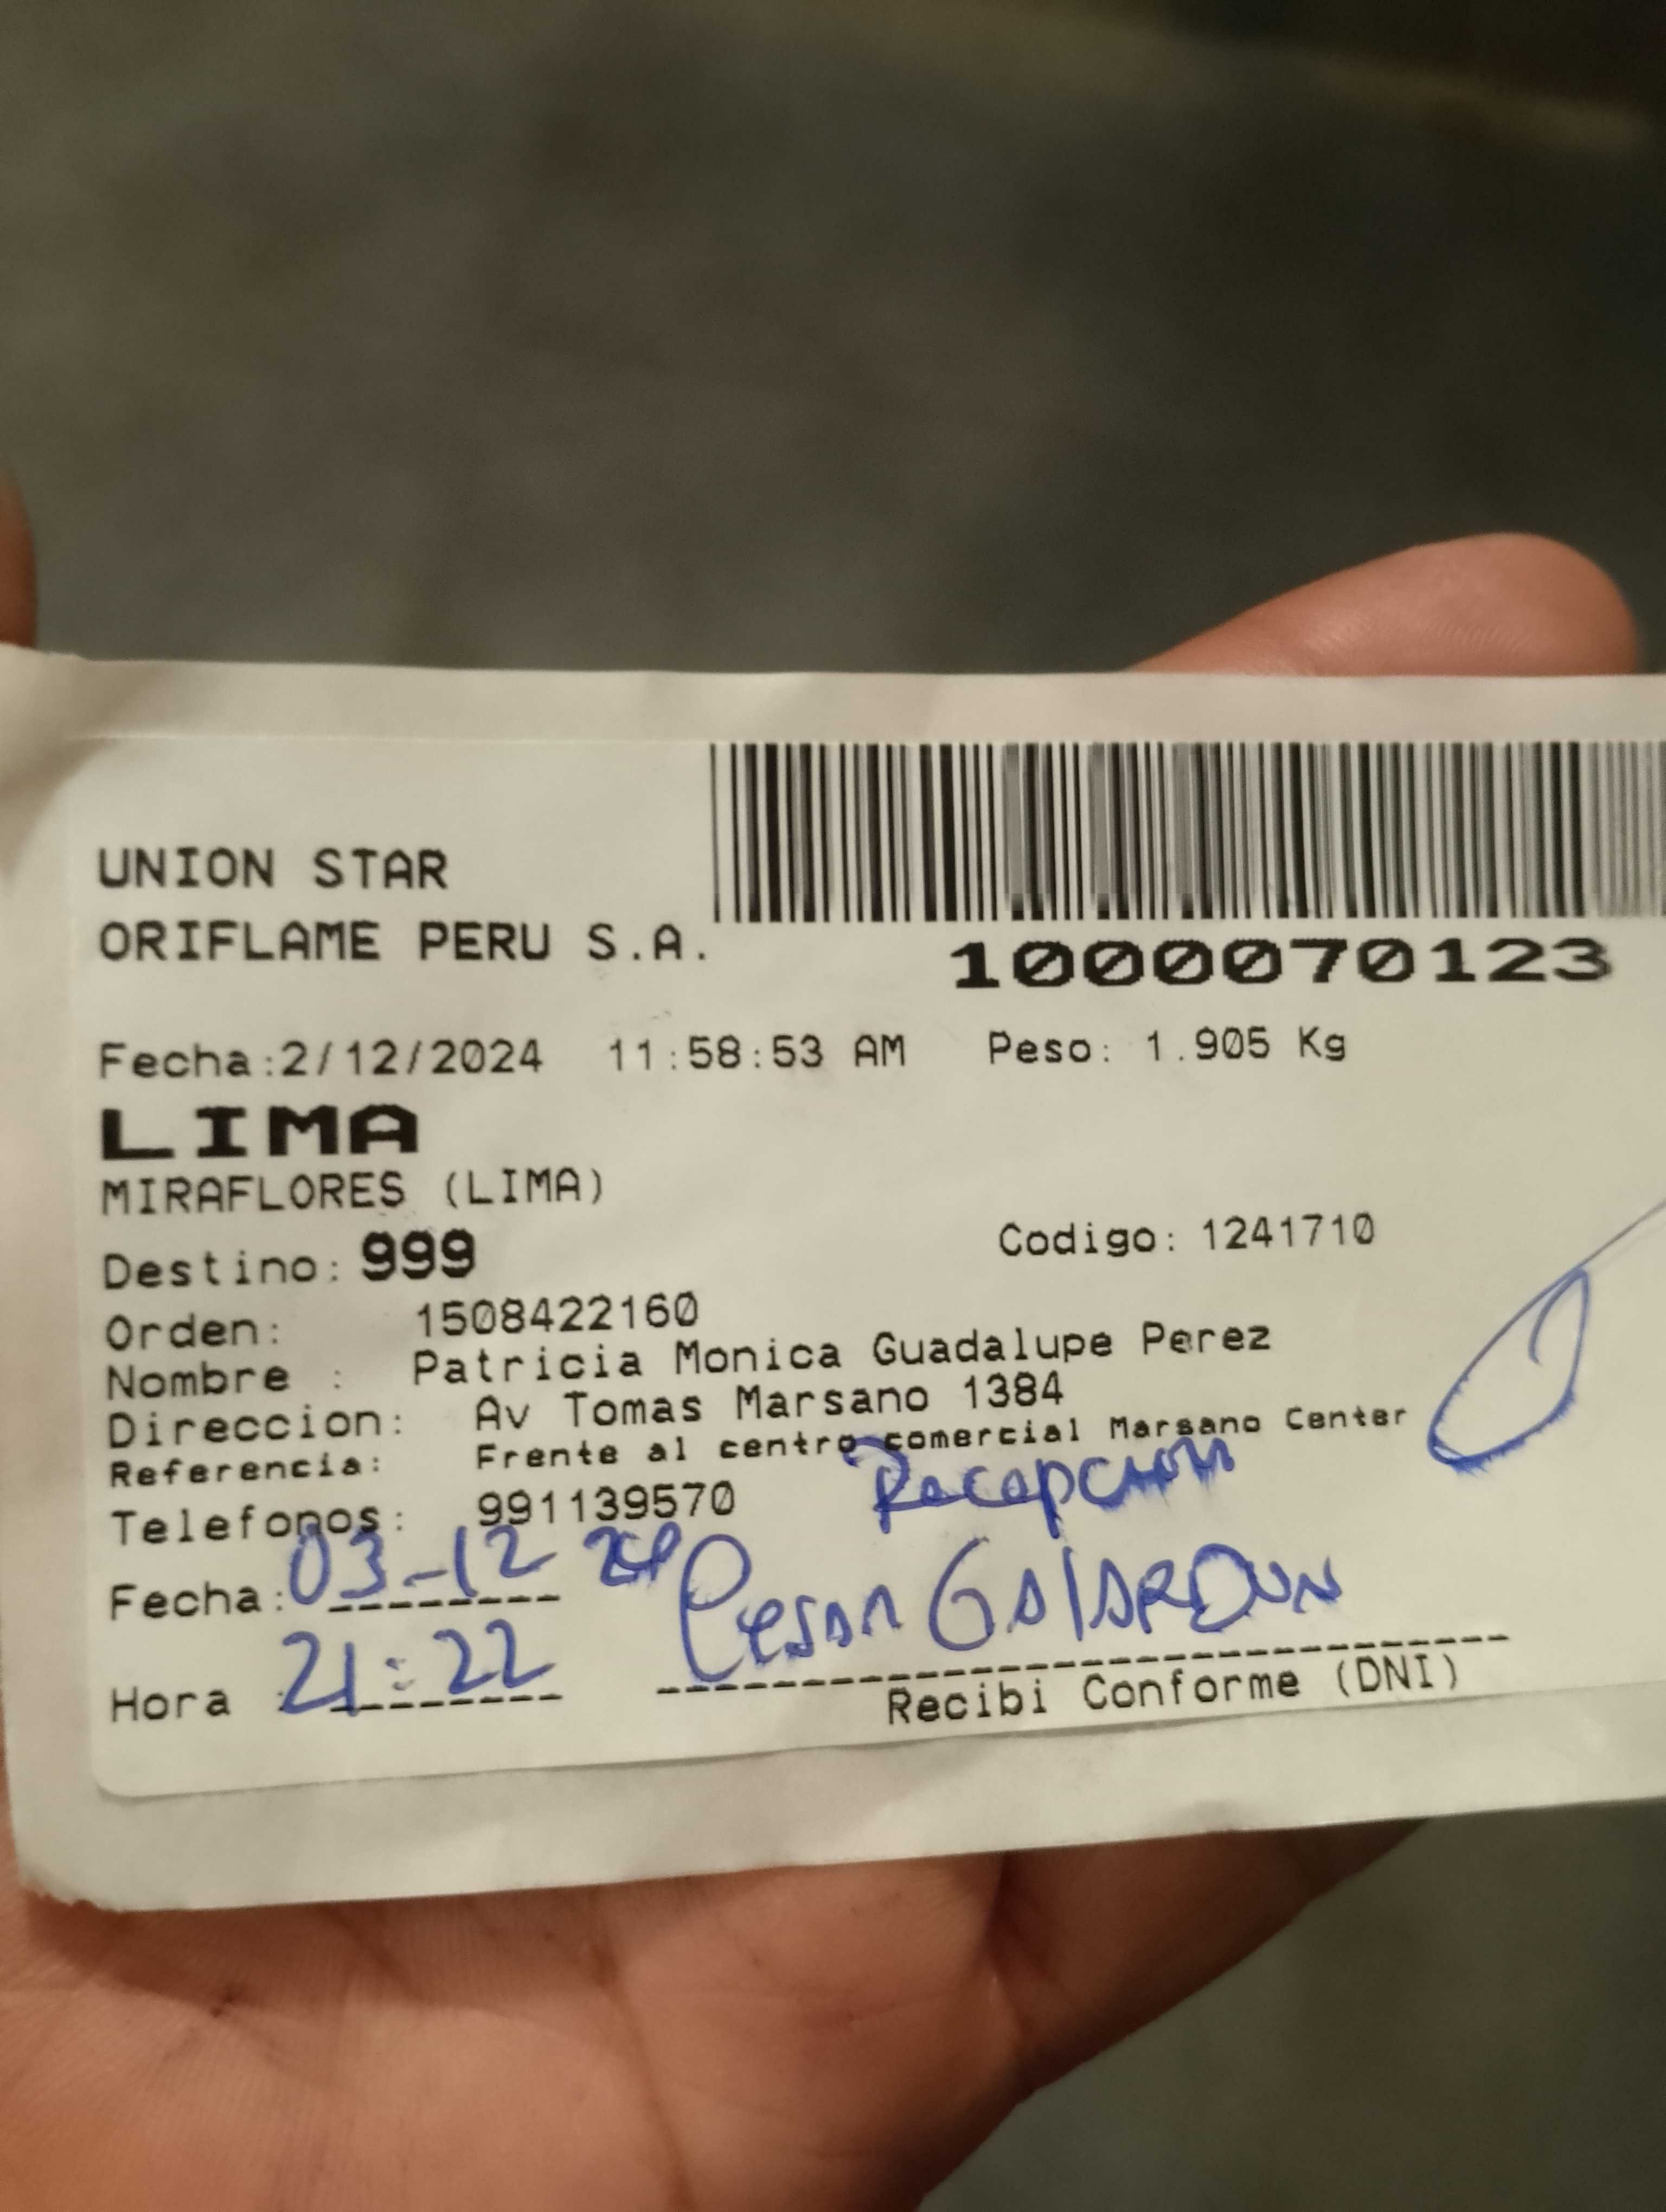 UNION STAR
ORIFLAME PERU S.A.
1000070123
Fecha:2/12/2024 11:58:53 AM Peso: 1.905 Kg
LIMA
MIRAFLORES (LIMA)
Destino: 999 Codigo: 1241710
Orden: 1508422160
Nombre : Patricia Monica Guadalupe Perez
Direccion: Av Tomas Marsano 1384
Referencia: Frente al centro comercial Marsano Center
Telefonos: 991139570 Recepcion
Fecha: 03-12
Hora : 21:22
Recibi Conforme (DNI)